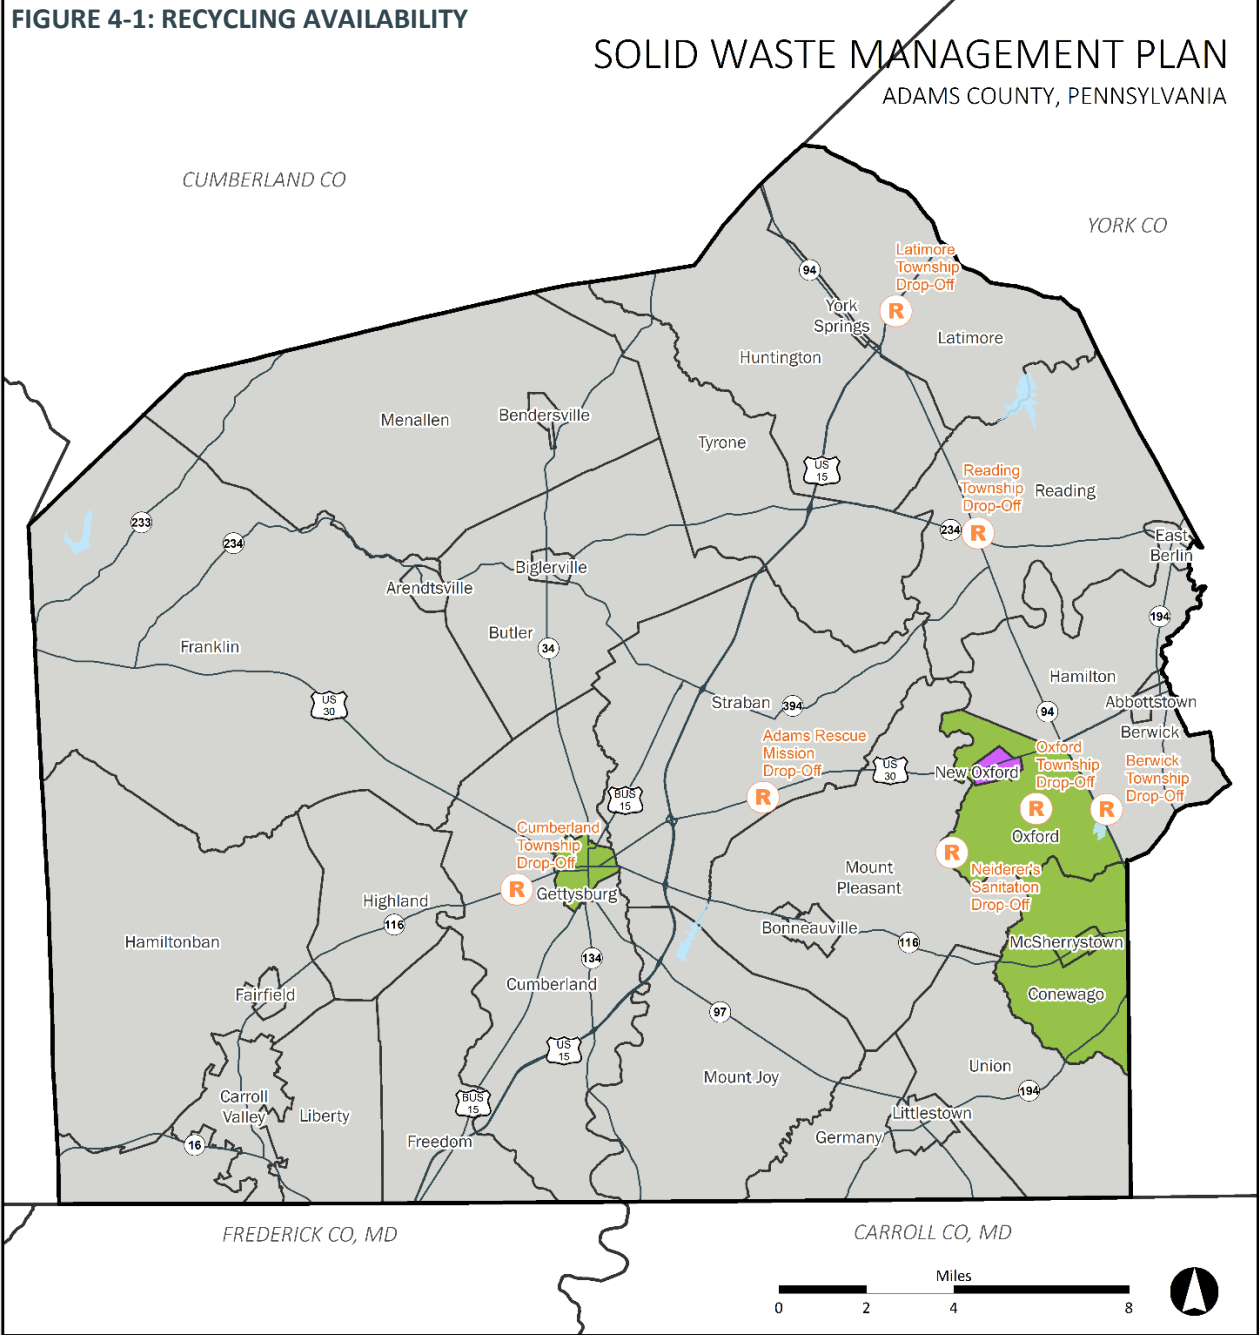 FIGURE 4-1: RECYCLING AVAILABILITY
SOLID WASTE MANAGEMENT PLAN
ADAMS COUNTY, PENNSYLVANIA
CUMBERLAND CO
YORK CO
Latimore
Township
Drop-Off
R
94
York
Springs
Latimore
Huntington
Menallen
Bendersville
Tyrone
US
15
Reading
Township
Drop-Off
R
Reading
233
234
234
East
Berlin
Biglerville
Arendtsville
194
Butler
34
Franklin
Hamilton
US
30
Straban
394
94
Abbottstown
Berwick
Adams Rescue
Mission
Drop-Off
R
US
30
New Oxford
Oxford
Township
Drop-Off
R
Oxford
Berwick
Township
Drop-Off
R
BUS
15
Cumberland
Township
Drop-Off
R
Gettysburg
R
Neiderer's
Sanitation
Drop-Off
Mount
Pleasant
Highland
116
Bonneauville
116
McSherrystown
Hamiltonban
134
Cumberland
Fairfield
Conewago
97
US
15
Union
Mount Joy
194
Carroll
Valley
Liberty
BUS
15
Littlestown
Germany
Freedom
16
FREDERICK CO, MD
CARROLL CO, MD
Miles
0 2 4 8